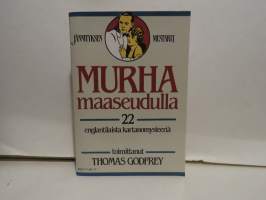 JÄNNITYKSEN MESTARIT
MURHA
maaseudulla
22
englantilaista kartanomysteeriä
toimittanut
THOMAS GODFREY